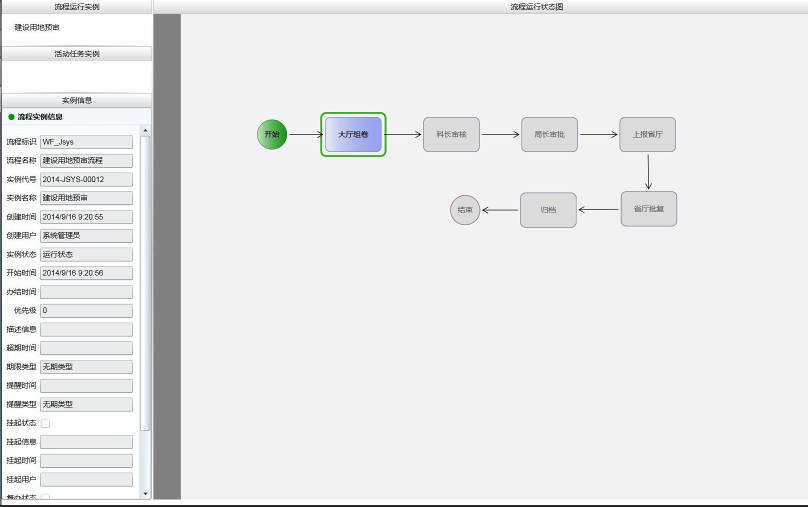 流程运行实例
建设用地预审
活动任务实例
实例信息
流程实例信息
流程标识 WF_Jsys
流程名称 建设用地预审流程
实例代号 2014-JSYS-00012
实例名称 建设用地预审
创建时间 2014/9/16 9:20:55
创建用户 系统管理员
实例状态 运行状态
开始时间 2014/9/16 9:20:56
办结时间
优先级 0
描述信息
超期时间
期限类型 无期类型
提醒时间
提醒类型 无期类型
挂起状态
挂起信息
挂起时间
挂起用户
督办状态
流程运行状态图
开始
大厅组卷
科长审核
局长审批
上报省厅
省厅批复
归档
结束